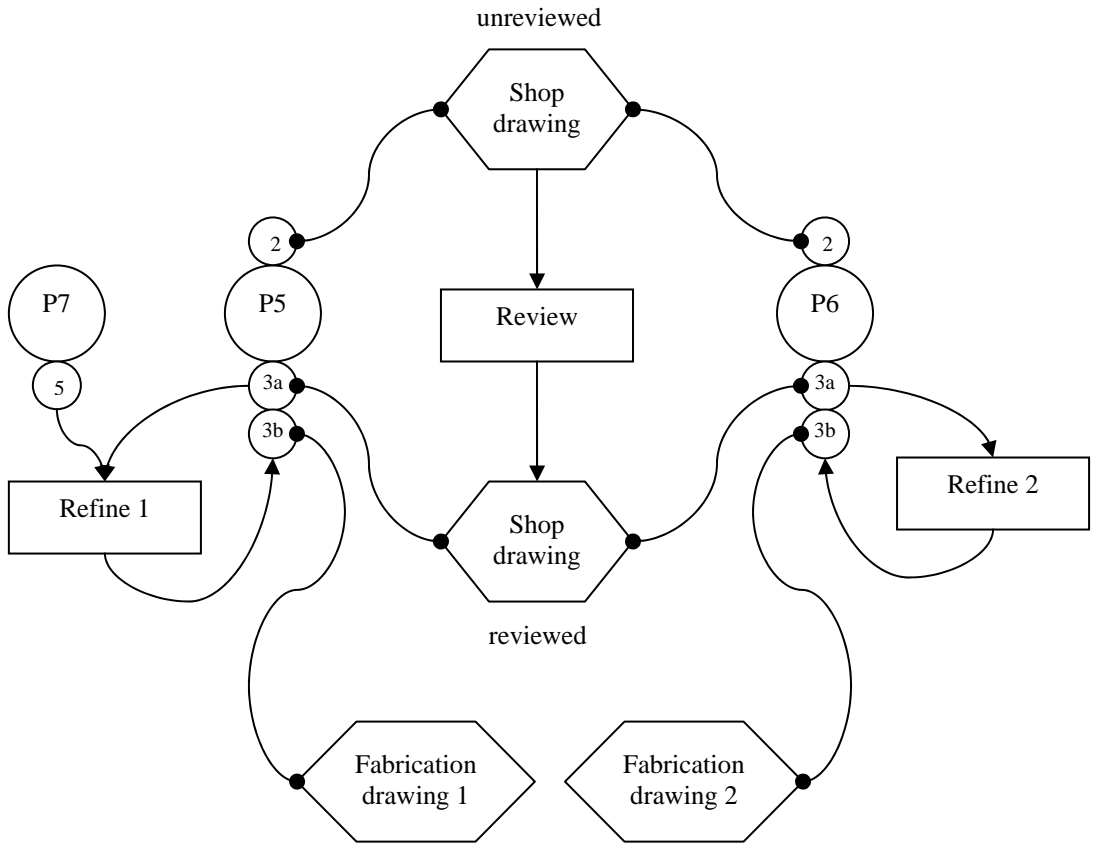 unreviewed
Shop
drawing
2
2
P7
P5
Review
P6
5
3a
3a
3b
3b
Refine 1
Shop
drawing
Refine 2
reviewed
Fabrication
drawing 1
Fabrication
drawing 2